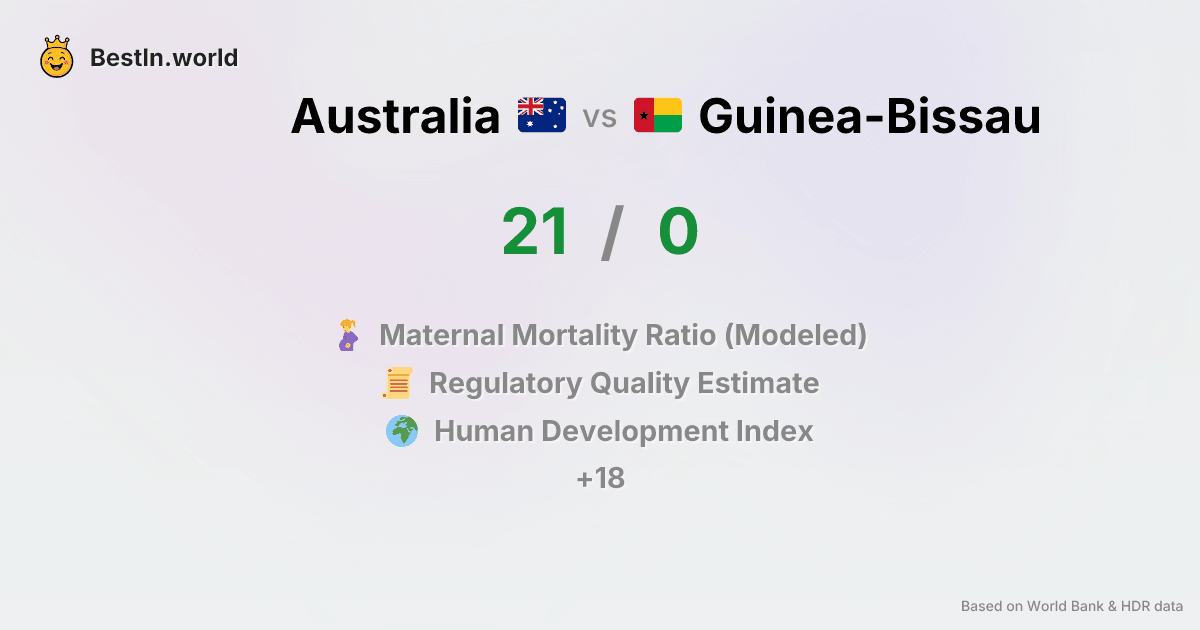 BestIn.world
Australia vs Guinea-Bissau
21 / 0
Maternal Mortality Ratio (Modeled)
Regulatory Quality Estimate
Human Development Index
+18
Based on World Bank & HDR data